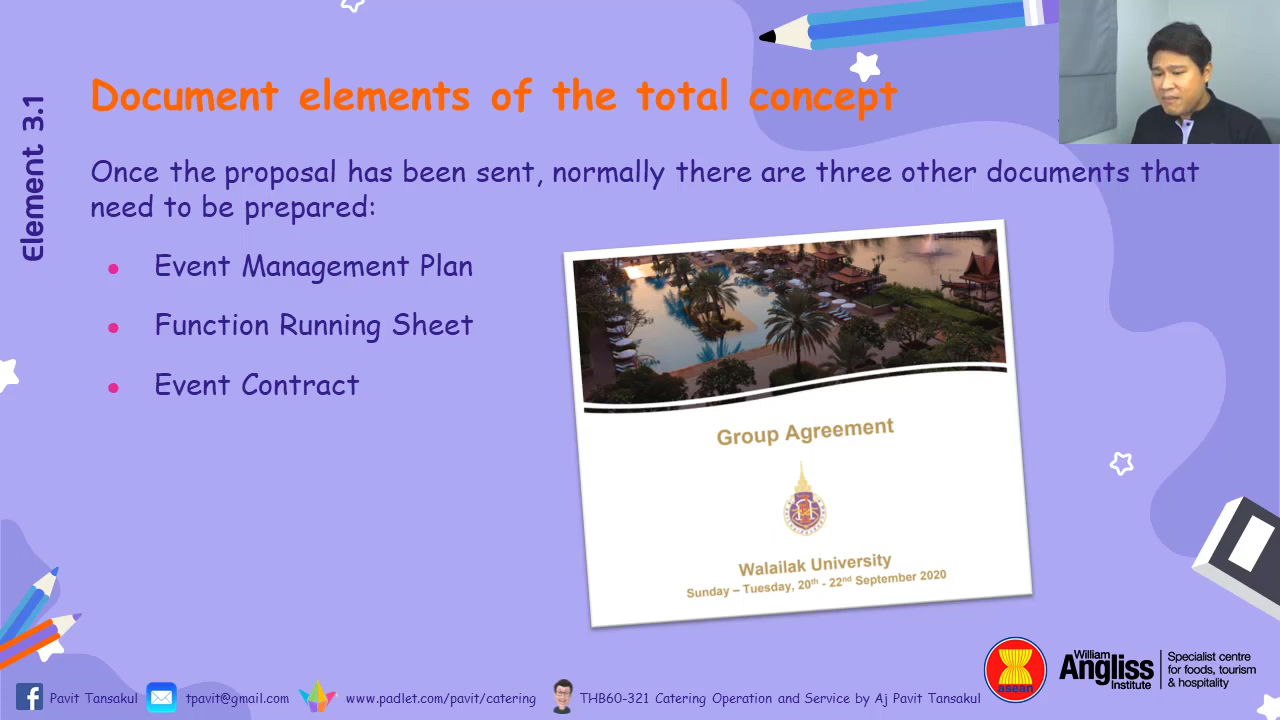 Element 3.1
Document elements of the total concept
Once the proposal has been sent, normally there are three other documents that
need to be prepared:
Event Management Plan
Function Running Sheet
Event Contract
Group Agreement
Walailak University
Sunday – Tuesday, 20th - 22nd September 2020
Pavit Tansakul
tpavit@gmail.com
www.padlet.com/pavit/catering
THB60-321 Catering Operation and Service by Aj Pavit Tansakul
asean
William
Angliss
Institute
Specialist centre
for foods, tourism
& hospitality